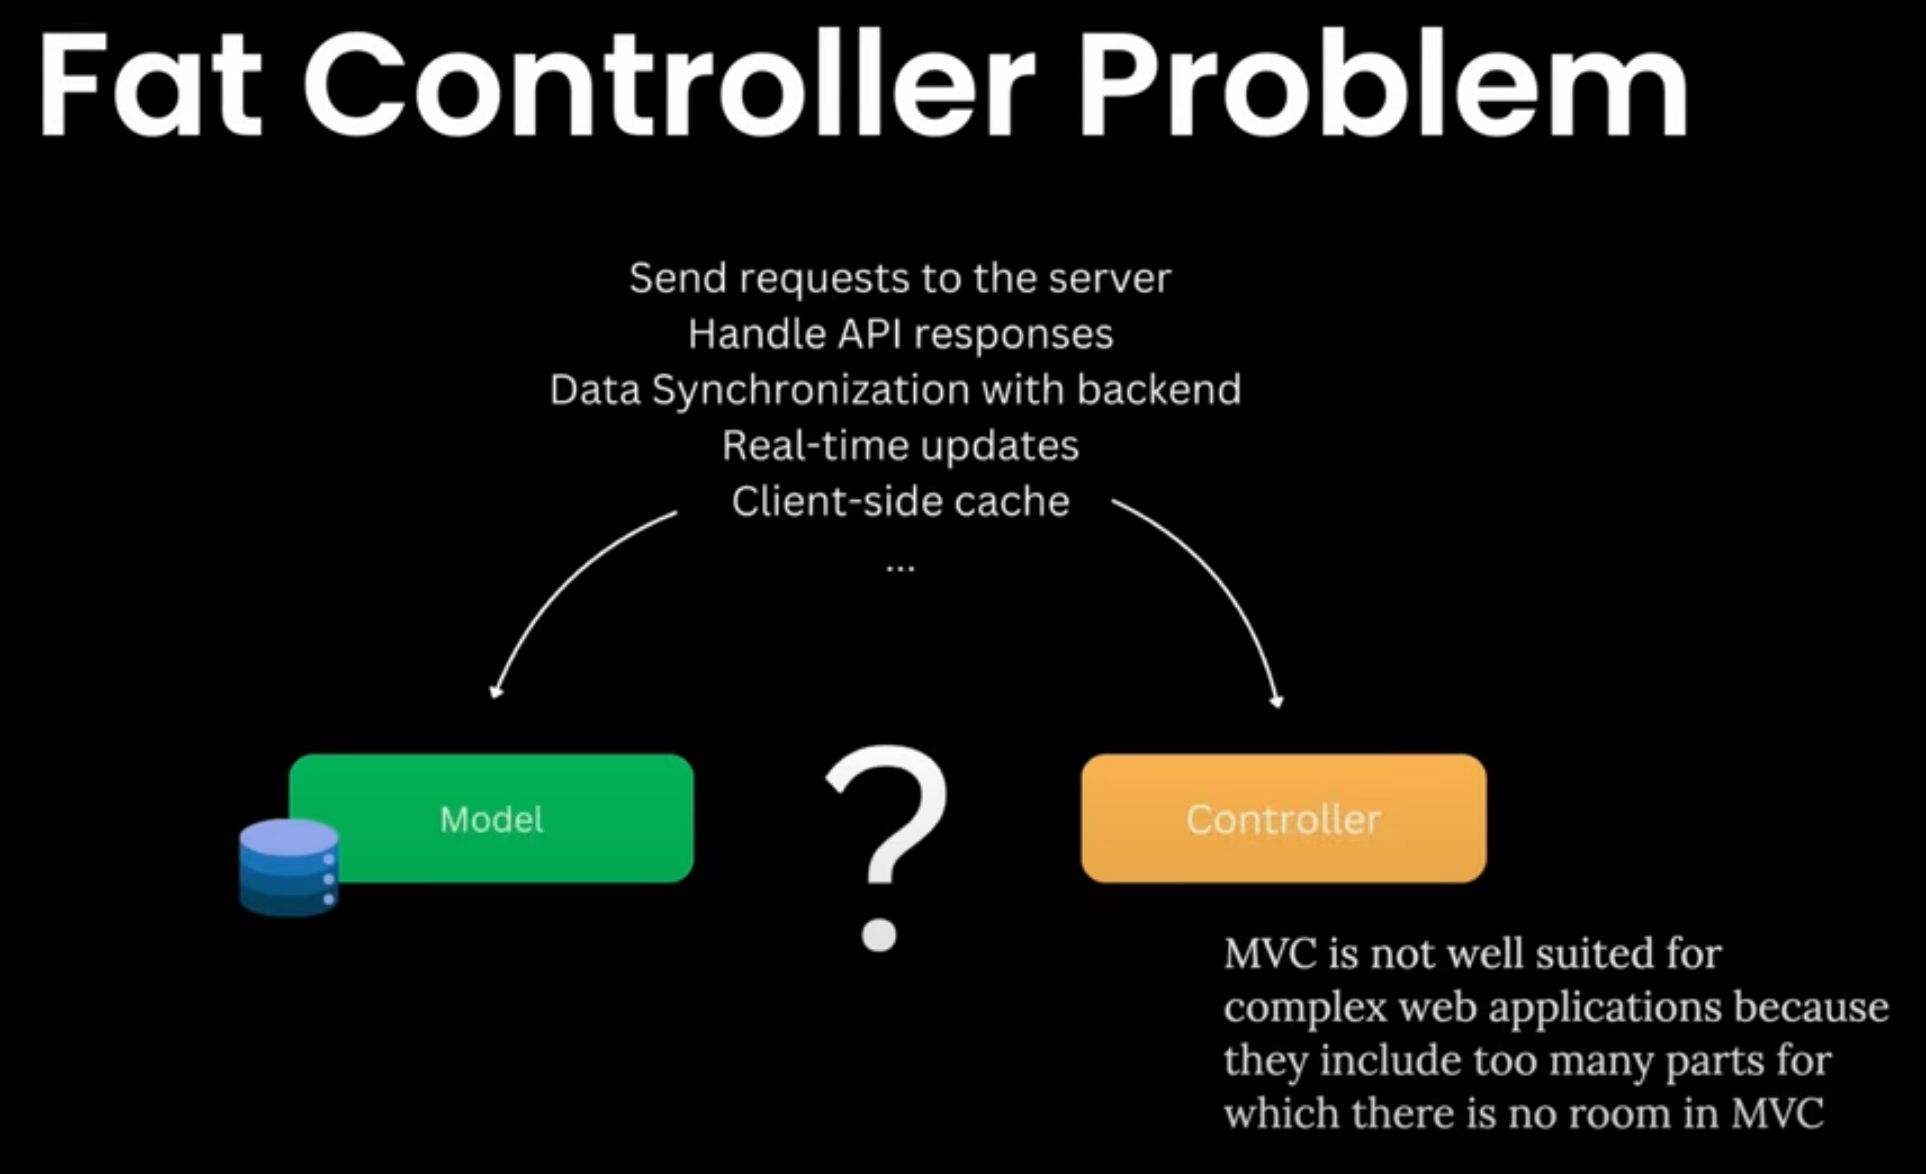 Fat Controller Problem
Send requests to the server
Handle API responses
Data Synchronization with backend
Real-time updates
Client-side cache
...
Model
?
Controller
MVC is not well suited for
complex web applications because
they include too many parts for
which there is no room in MVC